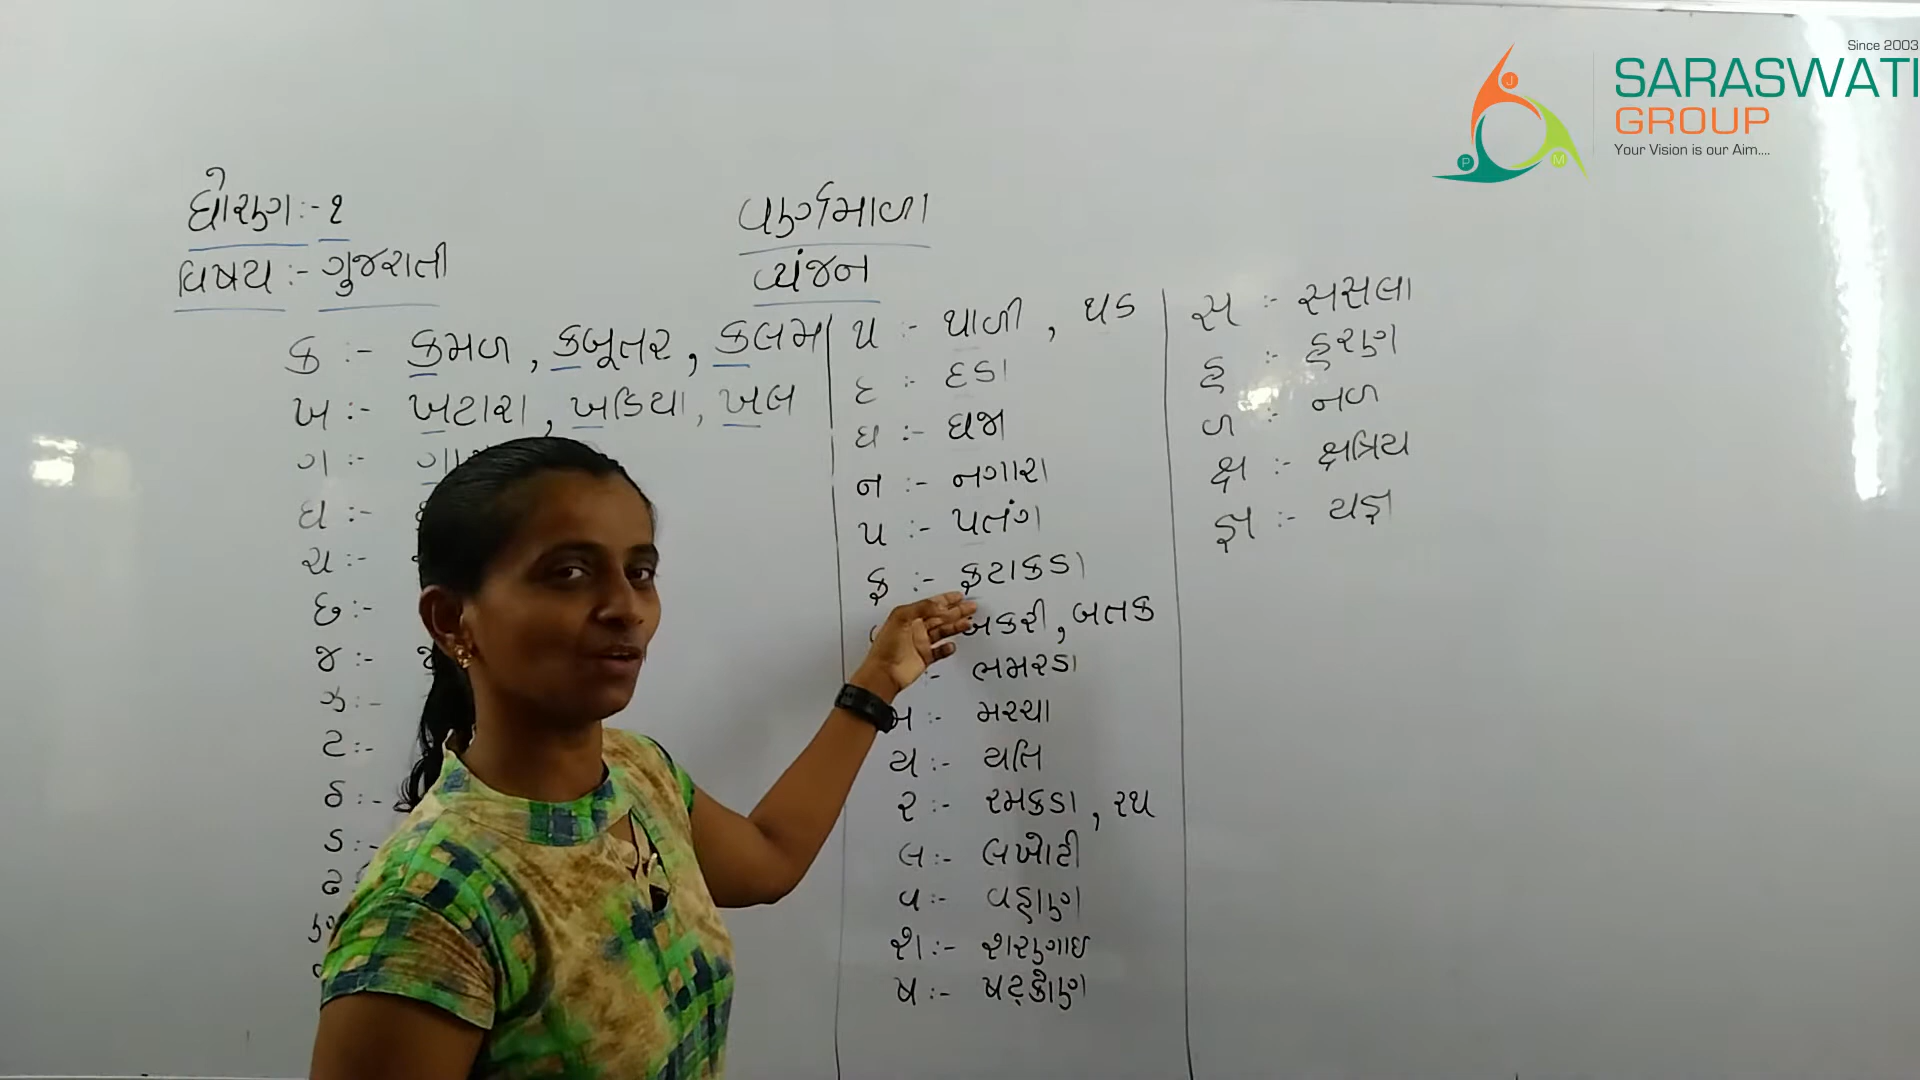 Since 2003
SARASWATI
GROUP
Your Vision is our Aim....
J
P
M
ધોરણ :- ૧
વિષય :- ગુજરાતી
વર્ણમાળા
વ્યંજન
ક :- કમળ, કબૂતર, કલમ
ખ :- ખટારા, ખડિયા, ખલ
ગ :-
ઘ :-
ચ :-
છ :-
જ :-
ઝ :-
ટ :-
ઠ :-
ડ :-
ઢ
થ :- થાળી, થડ
દ :- દડા
ધ :- ધજા
ન :- નગારા
પ :- પતંગ
ફ :- ફટાકડા
બકરી, બતક
:- ભમરડા
મ :- મરચા
ય :- યતિ
ર :- રમકડા, રથ
લ :- લખોટી
વ :- વહાણ
શ :- શરણાઇ
ષ :- ષટ્કોણ
સ :- સસલા
હ :- હરણ
ળ :- નળ
ક્ષ :- ક્ષત્રિય
જ્ઞ :- યજ્ઞ